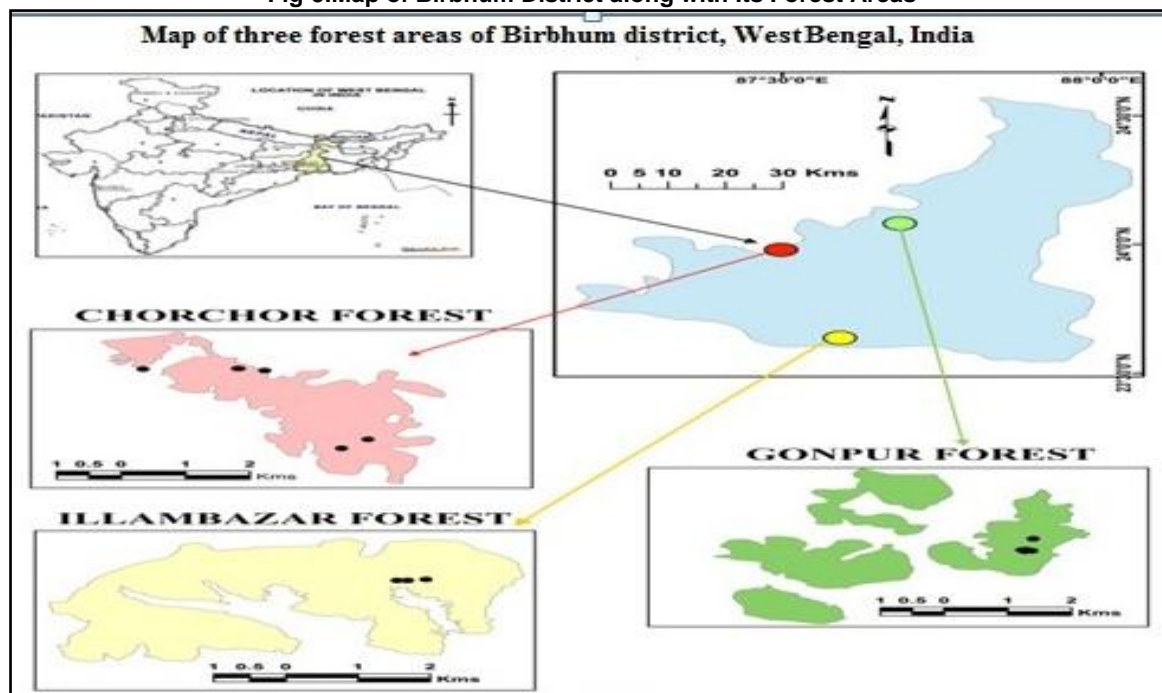 Fig 3:Map of Birbhum District along with its Forest Areas
Map of three forest areas of Birbhum district, West Bengal, India
LOCATION OF WEST BENGAL
IN INDIA
CHINA
NEPAL
BAY OF BENGAL
87°30'0"E
88°0'0"E
N
0 5 10 20 30 Kms
CHORCHOR FOREST
1 0.5 0 1 2
Kms
GONPUR FOREST
1 0.5 0 1 2
Kms
ILLAMBAZAR FOREST
1 0.5 0 1 2
Kms